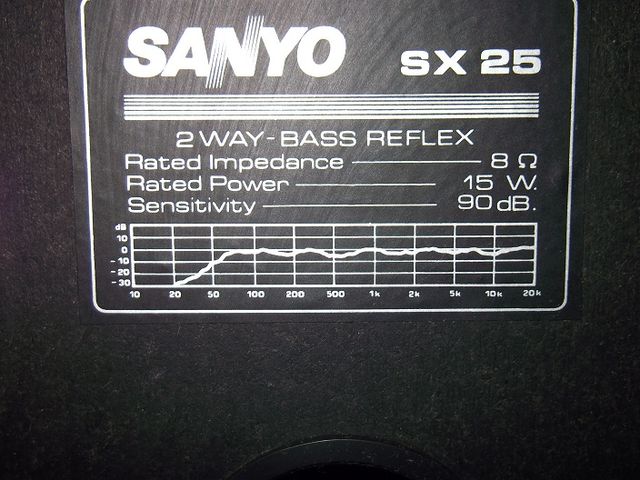 SANYO SX 25
2 WAY-BASS REFLEX
Rated Impedance 8 Ω
Rated Power 15 W.
Sensitivity 90 dB.
dB
10
0
-10
-20
-30
10 20 50 100 200 500 1k 2k 5k 10k 20k